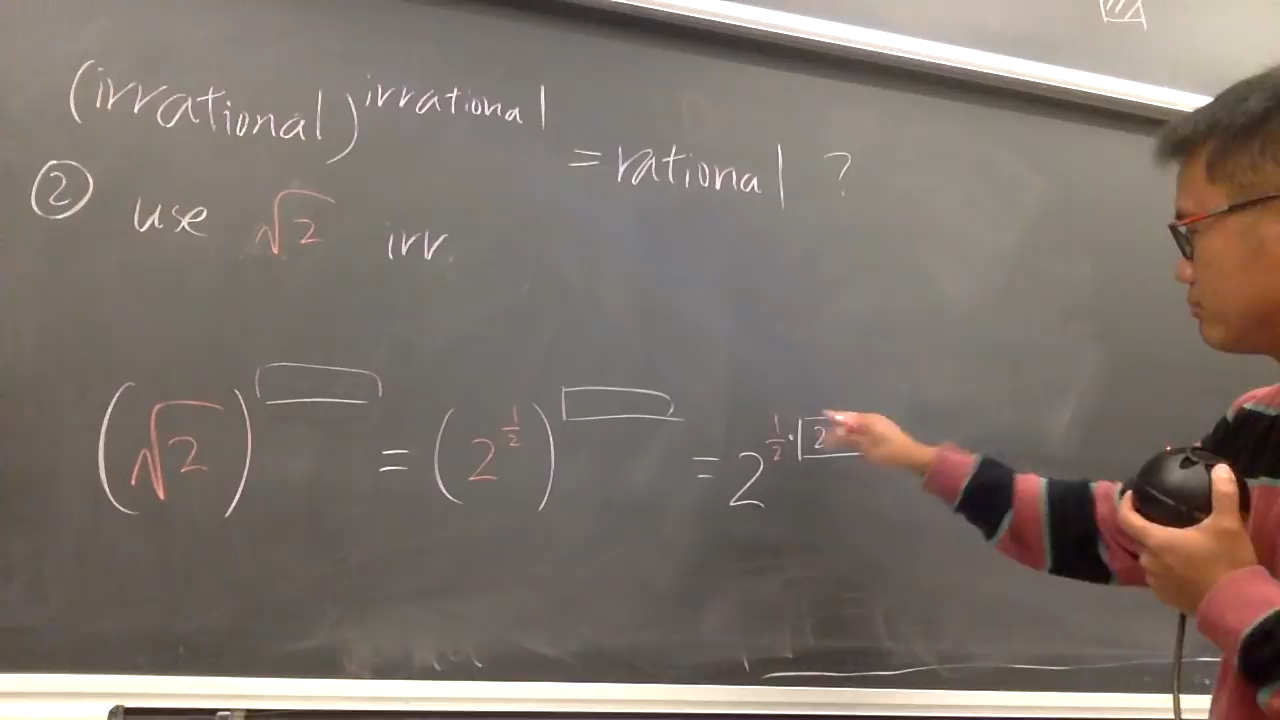 (irrational)^irrational = rational ?
② use √2 irr.
(√2)^▭ = (2^½)^▭ = 2^½·2